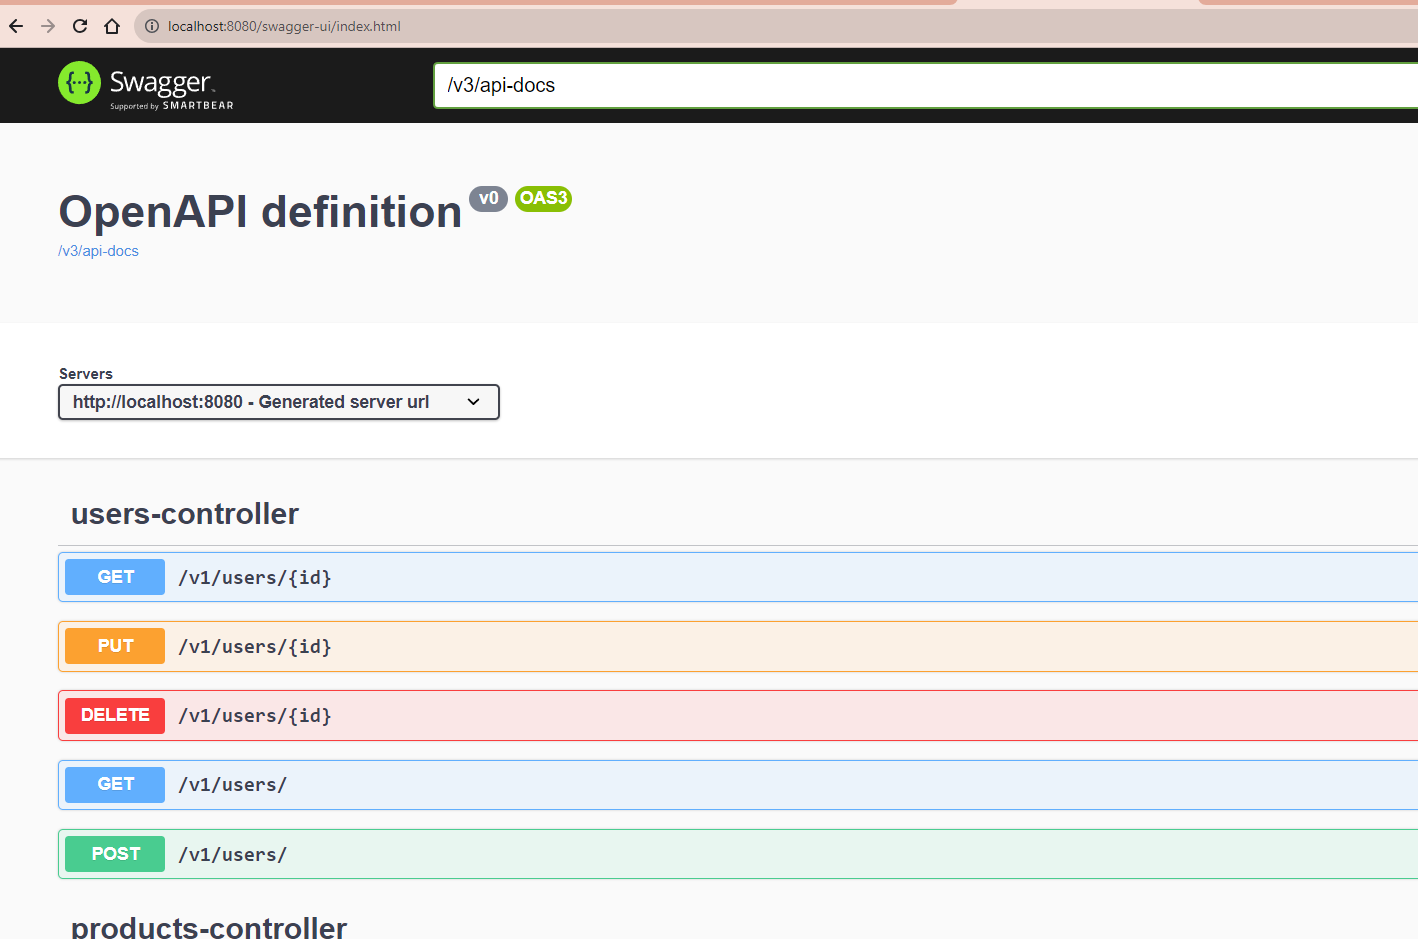 localhost:8080/swagger-ui/index.html
{···} Swagger™
Supported by SMARTBEAR
/v3/api-docs
OpenAPI definition v0 OAS3
/v3/api-docs
Servers
http://localhost:8080 - Generated server url
users-controller
GET /v1/users/{id}
PUT /v1/users/{id}
DELETE /v1/users/{id}
GET /v1/users/
POST /v1/users/
products-controller